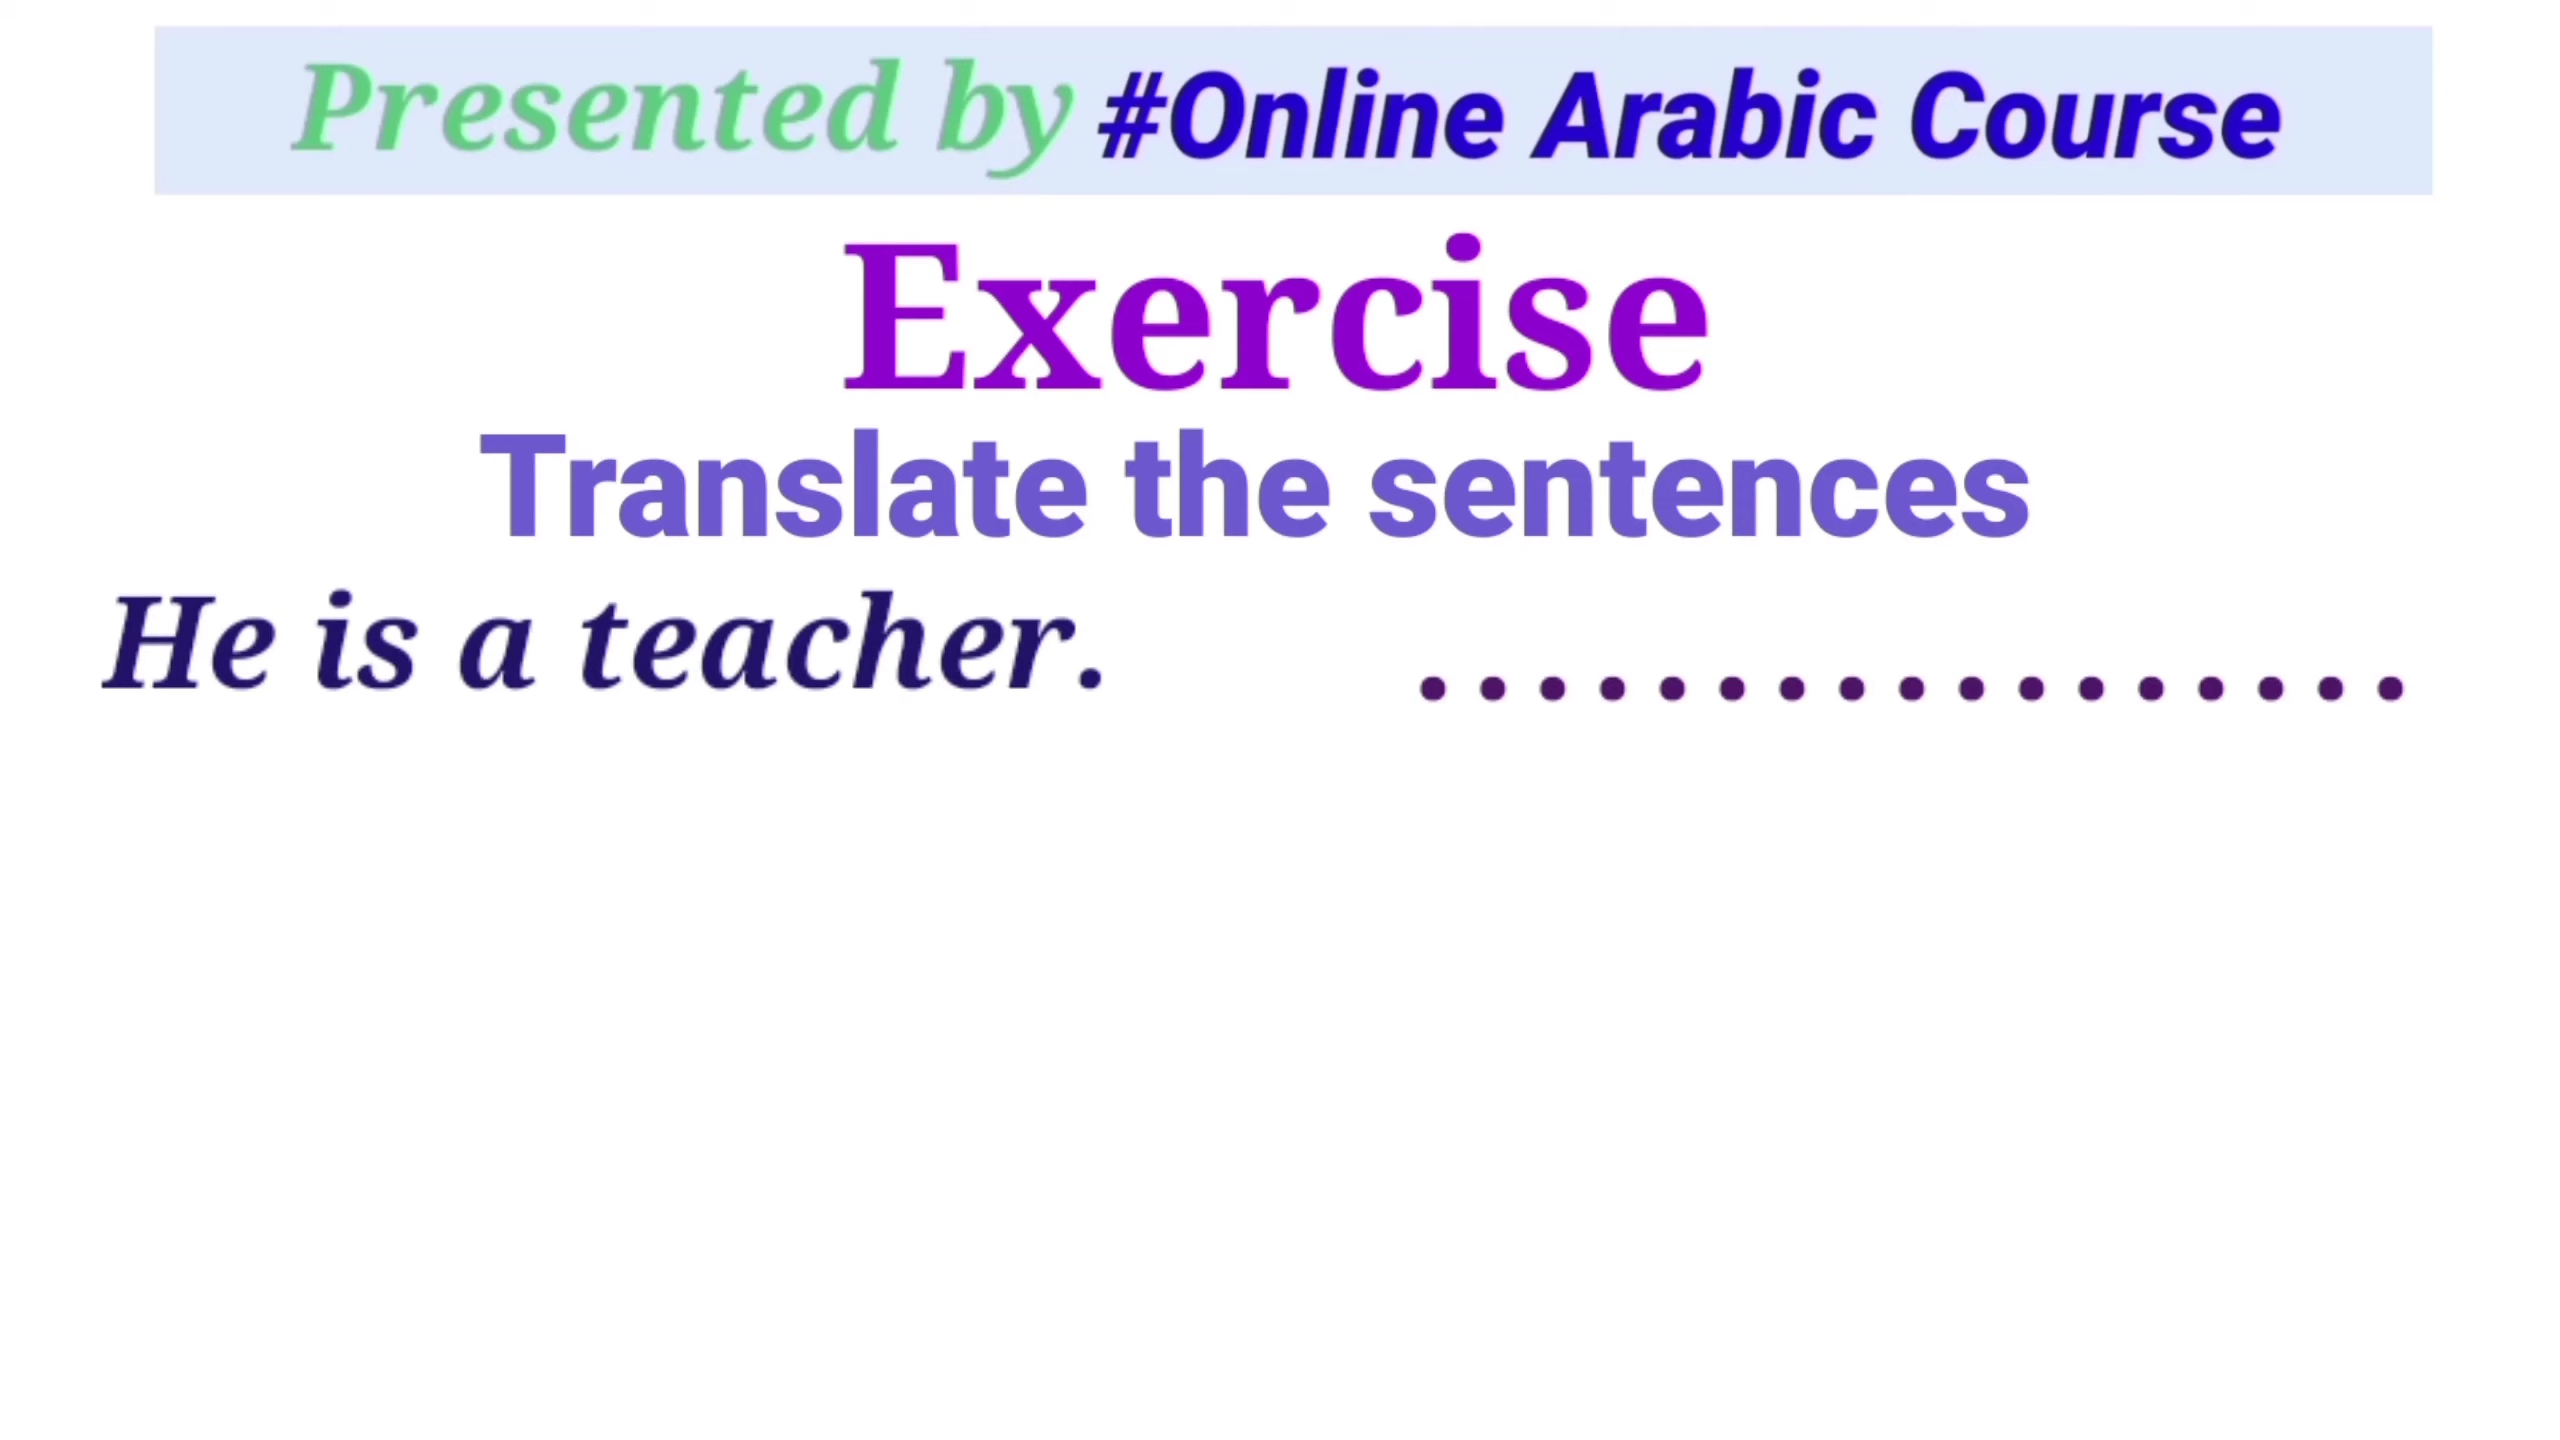 Presented by #Online Arabic Course
Exercise
Translate the sentences
He is a teacher. . . . . . . . . . . . . . . . . .